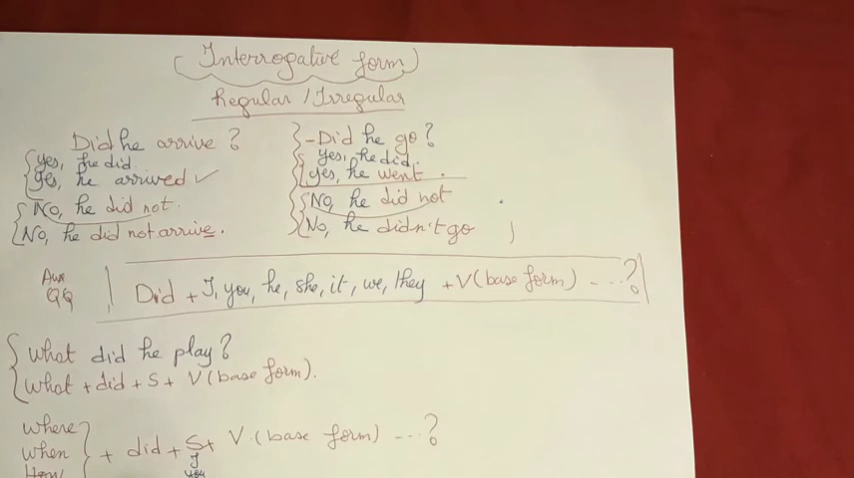 Interrogative form
Regular / Irregular
Did he arrive ?
yes, he did.
yes, he arrived ✓
No, he did not.
No, he did not arrive.
-Did he go ?
yes, he did.
yes, he went.
No, he did not
No, he didn't go
Aux
QQ
Did + I, you, he, she, it, we, they + V (base form) ...?
what did he play ?
what + did + S + V (base form).
where
when
How
+ did + S + V. (base form) ...?
I
you